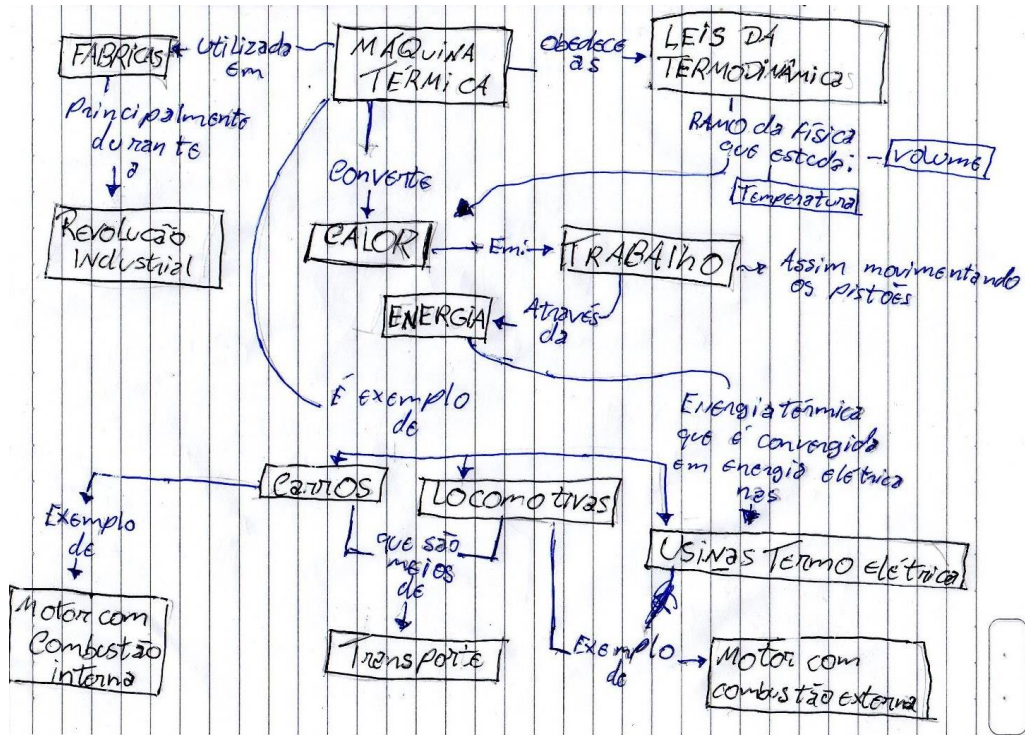 MÁQUINA
TÉRMICA
Utilizada
em
FÁBRICAS
Principalmente
durante
a
Revolução
Industrial
Obedece
as
LEIS DA
TERMODINÂMICAS
RAMO da Física
que estuda:
volume
Temperatura
Converte
CALOR
Em:
TRABAlho
Assim movimentando
os pistões
Através
da
ENERGIA
Energia térmica
que é convergida
em energia elétrica
nas
É exemplo
de
Carros
LOCOmotivas
Usinas Termo elétrica
Exemplo
de
Motor com
Combustão
interna
que são
meios
de
Transporte
Exemplo
de
Motor com
combustão externa